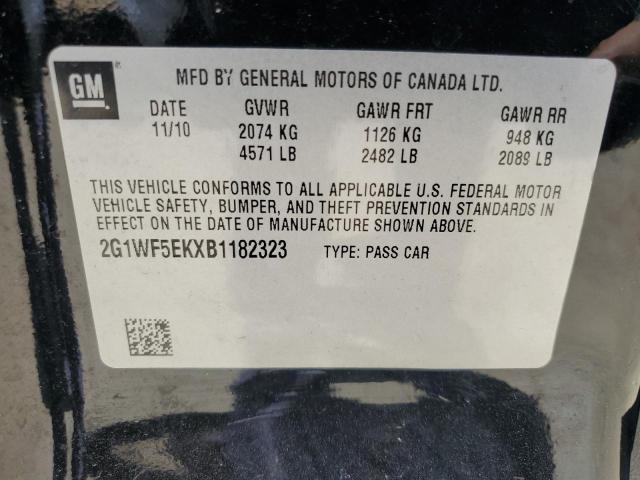 GM
MFD BY GENERAL MOTORS OF CANADA LTD.
DATE GVWR GAWR FRT GAWR RR
11/10 2074 KG 1126 KG 948 KG
4571 LB 2482 LB 2089 LB
THIS VEHICLE CONFORMS TO ALL APPLICABLE U.S. FEDERAL MOTOR
VEHICLE SAFETY, BUMPER, AND THEFT PREVENTION STANDARDS IN
EFFECT ON THE DATE OF MANUFACTURE SHOWN ABOVE.
2G1WF5EKXB1182323 TYPE: PASS CAR